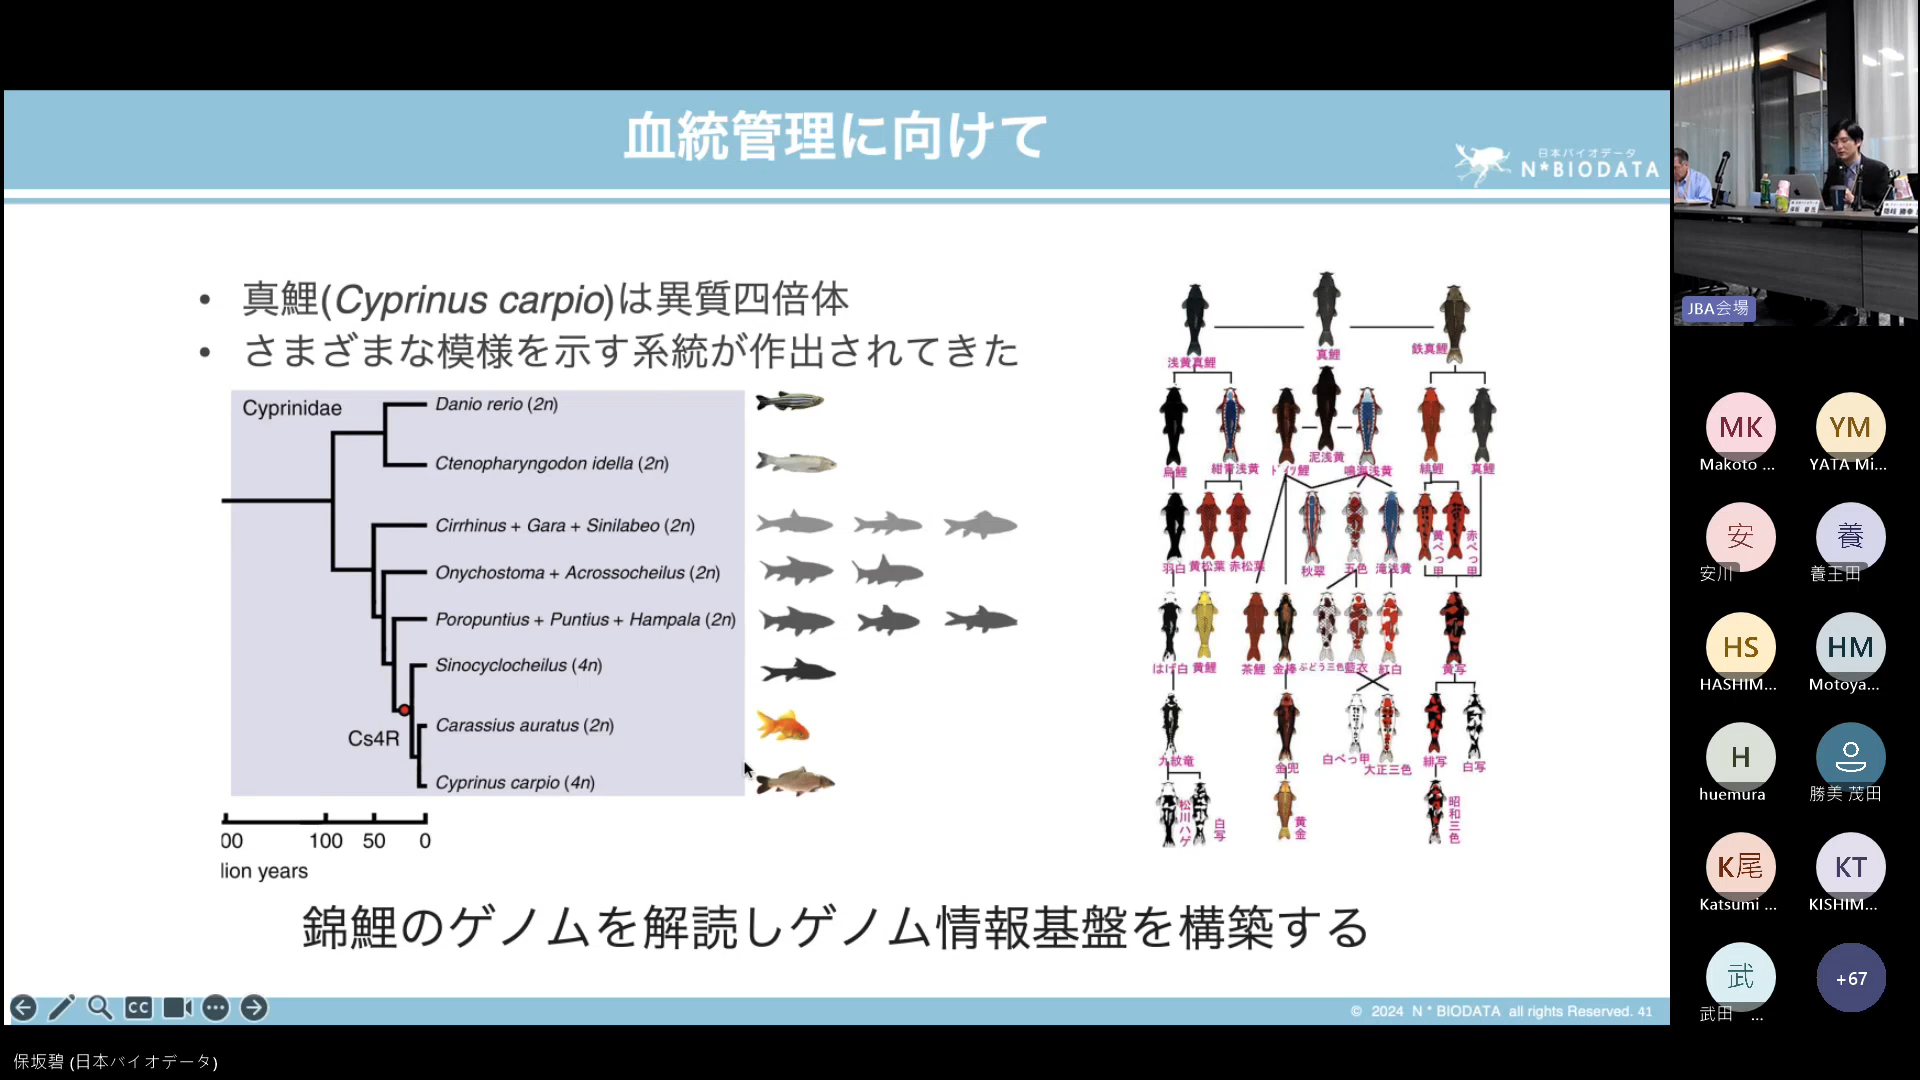 血統管理に向けて
日本バイオデータ
N*BIODATA
• 真鯉(Cyprinus carpio)は異質四倍体
• さまざまな模様を示す系統が作出されてきた
Cyprinidae
Danio rerio (2n)
Ctenopharyngodon idella (2n)
Cirrhinus + Gara + Sinilabeo (2n)
Onychostoma + Acrossocheilus (2n)
Poropuntius + Puntius + Hampala (2n)
Sinocyclocheilus (4n)
Carassius auratus (2n)
Cs4R
Cyprinus carpio (4n)
00 100 50 0
lion years
浅黄真鯉 真鯉 鉄真鯉
烏鯉 紺青浅黄 ドイツ鯉 泥浅黄 鳴海浅黄 緋鯉 真鯉
羽白 黄松葉 赤松葉 秋翠 五色 滝浅黄 黄べっ甲 赤べっ甲
はげ白 黄鯉 茶鯉 金棒 ぶどう三色 藍衣 紅白 黄写
九紋竜 金兜 白べっ甲 大正三色 緋写 白写
松川ハゲ 白写 黄金 昭和三色
錦鯉のゲノムを解読しゲノム情報基盤を構築する
CC
© 2024 N * BIODATA all rights Reserved. 41
保坂碧 (日本バイオデータ)
JBA会場
MK YM
Makoto ... YATA Mi...
安 養
安川 養王田
HS HM
HASHIM... Motoya...
H
huemura 勝美 茂田
K尾 KT
Katsumi ... KISHIM...
武 +67
武田 ...